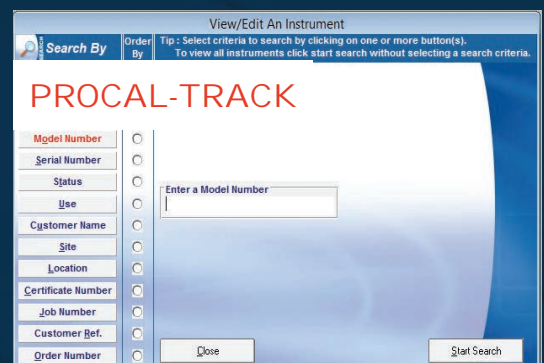 View/Edit An Instrument
SEARCH
Search By
Order By
Tip : Select criteria to search by clicking on one or more button(s).
To view all instruments click start search without selecting a search criteria.
PROCAL-TRACK
Model Number
Serial Number
Status
Enter a Model Number
Use
Customer Name
Site
Location
Certificate Number
Job Number
Customer Ref.
Order Number
Close
Start Search